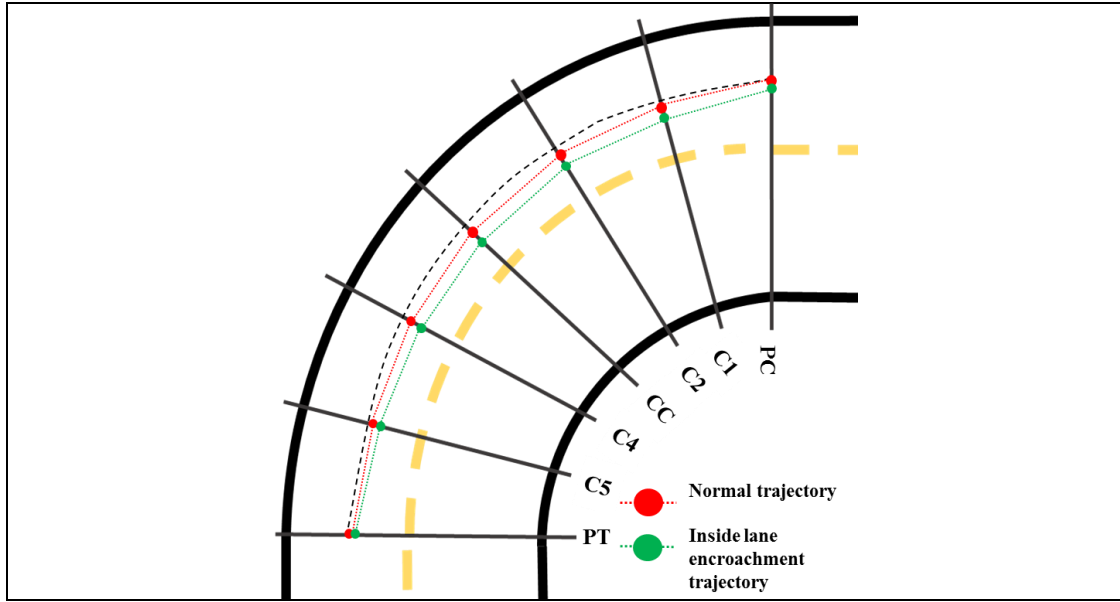 PC
C1
C2
CC
C4
C5
PT
Normal trajectory
Inside lane
encroachment
trajectory